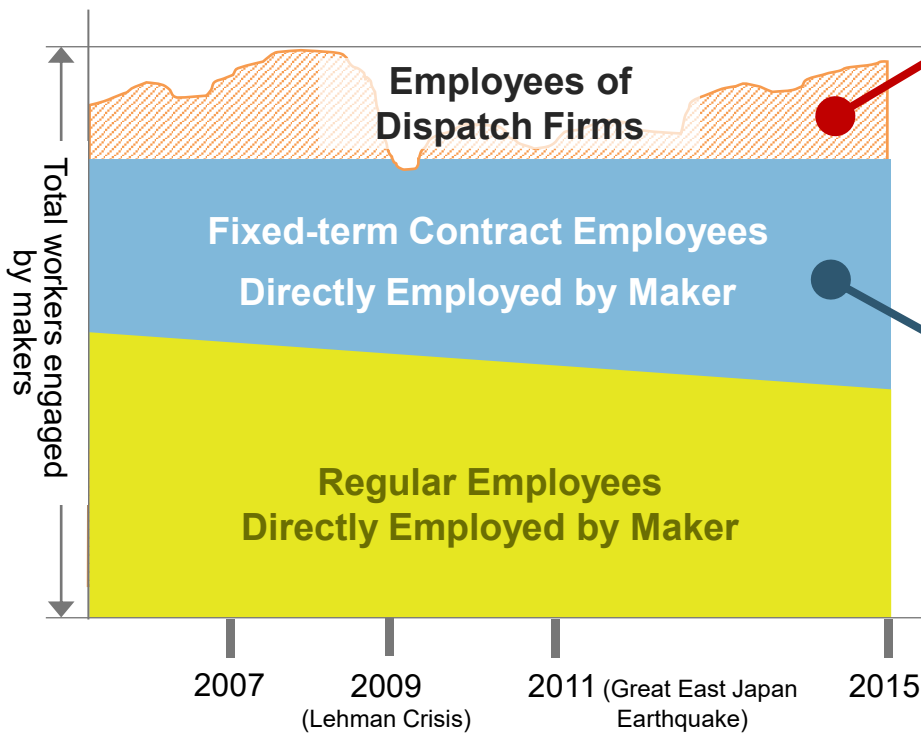 Employees of
Dispatch Firms
Total workers engaged
by makers
Fixed-term Contract Employees
Directly Employed by Maker
Regular Employees
Directly Employed by Maker
2007
2009
(Lehman Crisis)
2011 (Great East Japan
Earthquake)
2015